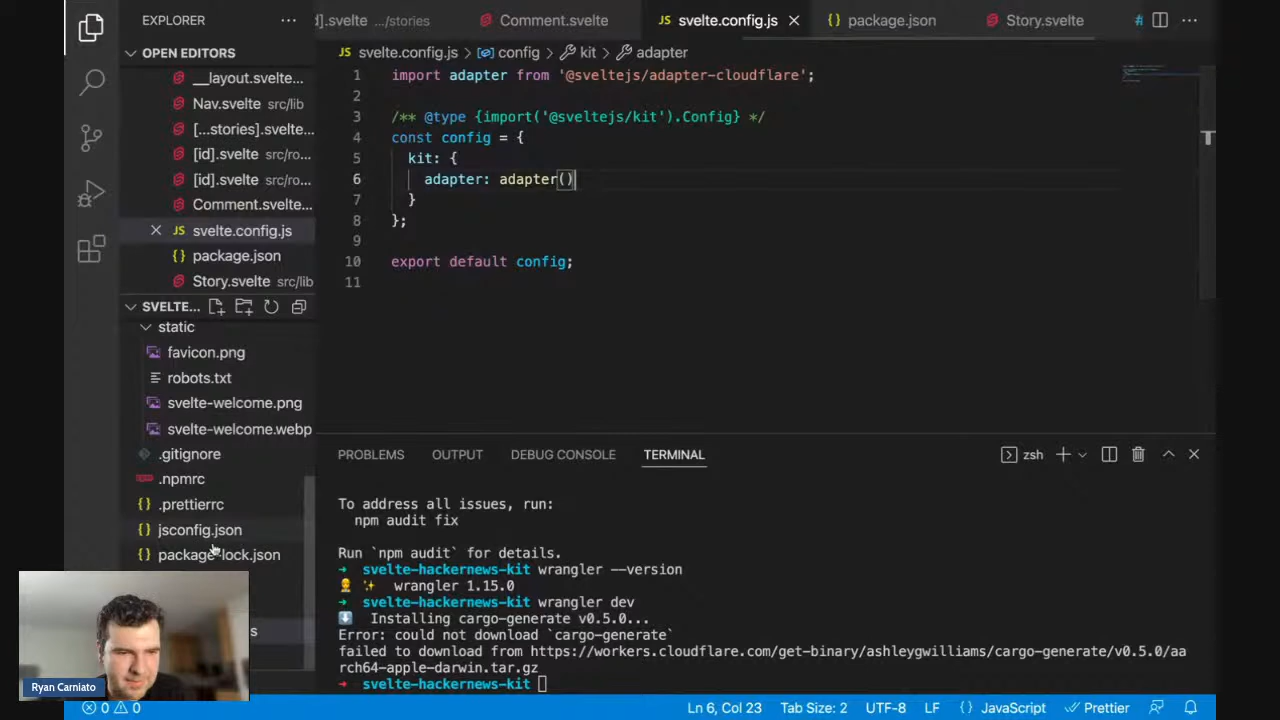 EXPLORER
OPEN EDITORS
__layout.svelte...
Nav.svelte src/lib
[...stories].svelte...
[id].svelte src/ro...
[id].svelte src/ro...
Comment.svelte...
svelte.config.js
package.json
Story.svelte src/lib
SVELTE...
static
favicon.png
robots.txt
svelte-welcome.png
svelte-welcome.webp
.gitignore
.npmrc
.prettierrc
jsconfig.json
package-lock.json
s
d].svelte .../stories
Comment.svelte
svelte.config.js
package.json
Story.svelte
svelte.config.js > config > kit > adapter
1 import adapter from '@sveltejs/adapter-cloudflare';
2
3 /** @type {import('@sveltejs/kit').Config} */
4 const config = {
5 kit: {
6 adapter: adapter()
7 }
8 };
9
10 export default config;
11
PROBLEMS OUTPUT DEBUG CONSOLE TERMINAL
zsh
To address all issues, run:
npm audit fix
Run `npm audit` for details.
→ svelte-hackernews-kit wrangler --version
wrangler 1.15.0
→ svelte-hackernews-kit wrangler dev
Installing cargo-generate v0.5.0...
Error: could not download `cargo-generate`
failed to download from https://workers.cloudflare.com/get-binary/ashleygwilliams/cargo-generate/v0.5.0/aa
rch64-apple-darwin.tar.gz
→ svelte-hackernews-kit
Ryan Carniato
0 0
Ln 6, Col 23 Tab Size: 2 UTF-8 LF {} JavaScript Prettier